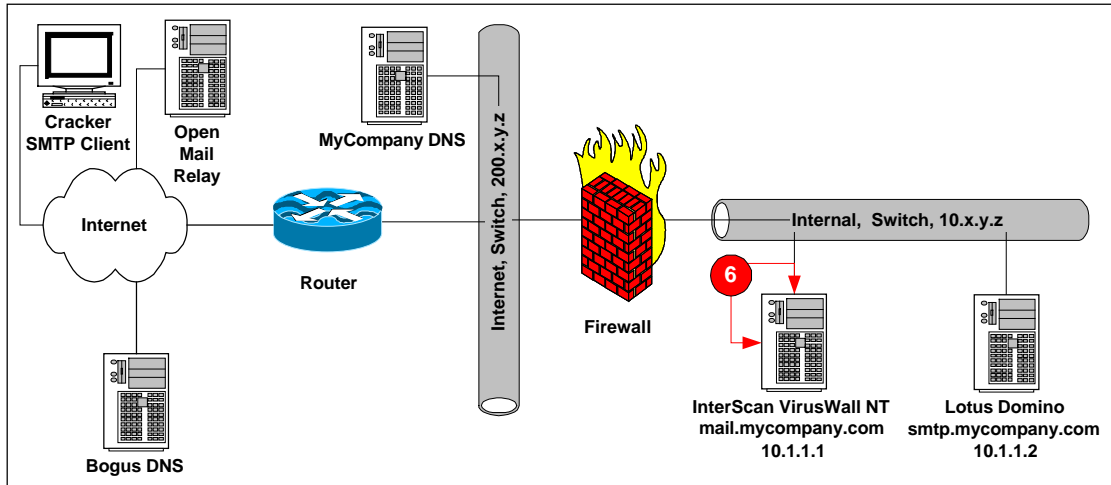 Cracker
SMTP Client
Open
Mail
Relay
MyCompany DNS
Internet
Router
Internet, Switch, 200.x.y.z
Firewall
Internal, Switch, 10.x.y.z
6
InterScan VirusWall NT
mail.mycompany.com
10.1.1.1
Lotus Domino
smtp.mycompany.com
10.1.1.2
Bogus DNS